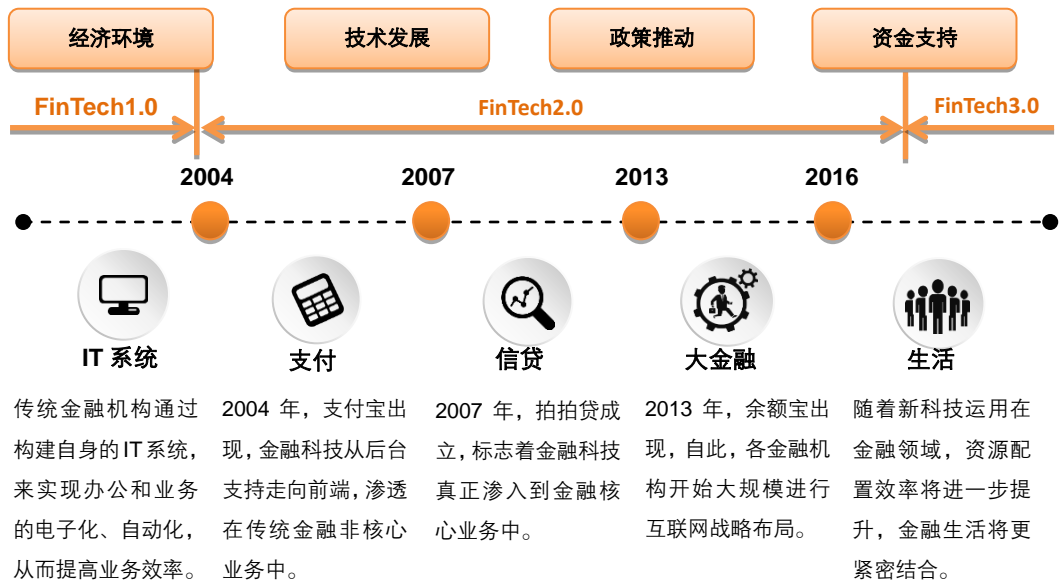 经济环境
技术发展
政策推动
资金支持
FinTech1.0
FinTech2.0
FinTech3.0
2004
2007
2013
2016
IT 系统
支付
信贷
大金融
生活
传统金融机构通过
构建自身的IT系统，
来实现办公和业务
的电子化、自动化，
从而提高业务效率。
2004 年，支付宝出
现，金融科技从后台
支持走向前端，渗透
在传统金融非核心
业务中。
2007 年，拍拍贷成
立，标志着金融科技
真正渗入到金融核
心业务中。
2013 年，余额宝出
现，自此，各金融机
构开始大规模进行
互联网战略布局。
随着新科技运用在
金融领域，资源配
置效率将进一步提
升，金融生活将更
紧密结合。